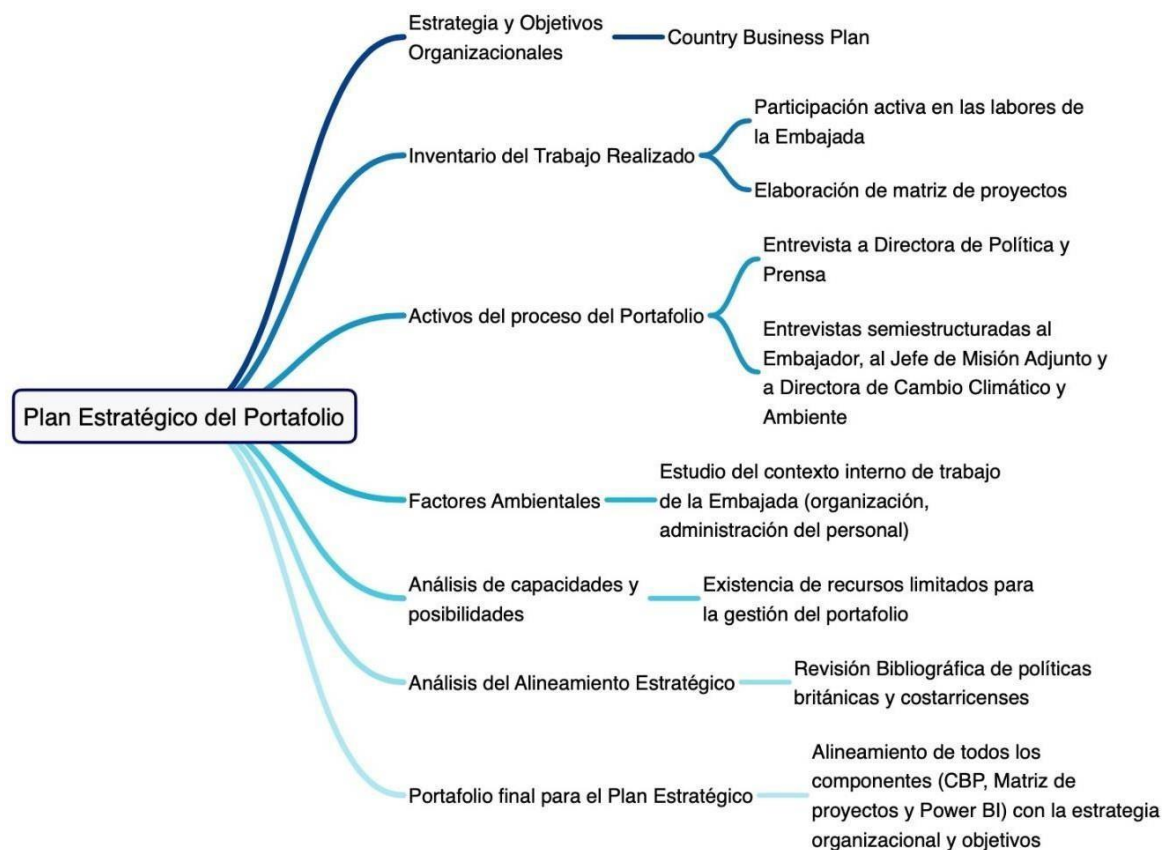 Estrategia y Objetivos
Organizacionales
Country Business Plan
Inventario del Trabajo Realizado
Participación activa en las labores de
la Embajada
Elaboración de matriz de proyectos
Activos del proceso del Portafolio
Entrevista a Directora de Política y
Prensa
Entrevistas semiestructuradas al
Embajador, al Jefe de Misión Adjunto y
a Directora de Cambio Climático y
Ambiente
Plan Estratégico del Portafolio
Factores Ambientales
Estudio del contexto interno de trabajo
de la Embajada (organización,
administración del personal)
Análisis de capacidades y
posibilidades
Existencia de recursos limitados para
la gestión del portafolio
Análisis del Alineamiento Estratégico
Revisión Bibliográfica de políticas
británicas y costarricenses
Portafolio final para el Plan Estratégico
Alineamiento de todos los
componentes (CBP, Matriz de
proyectos y Power BI) con la estrategia
organizacional y objetivos